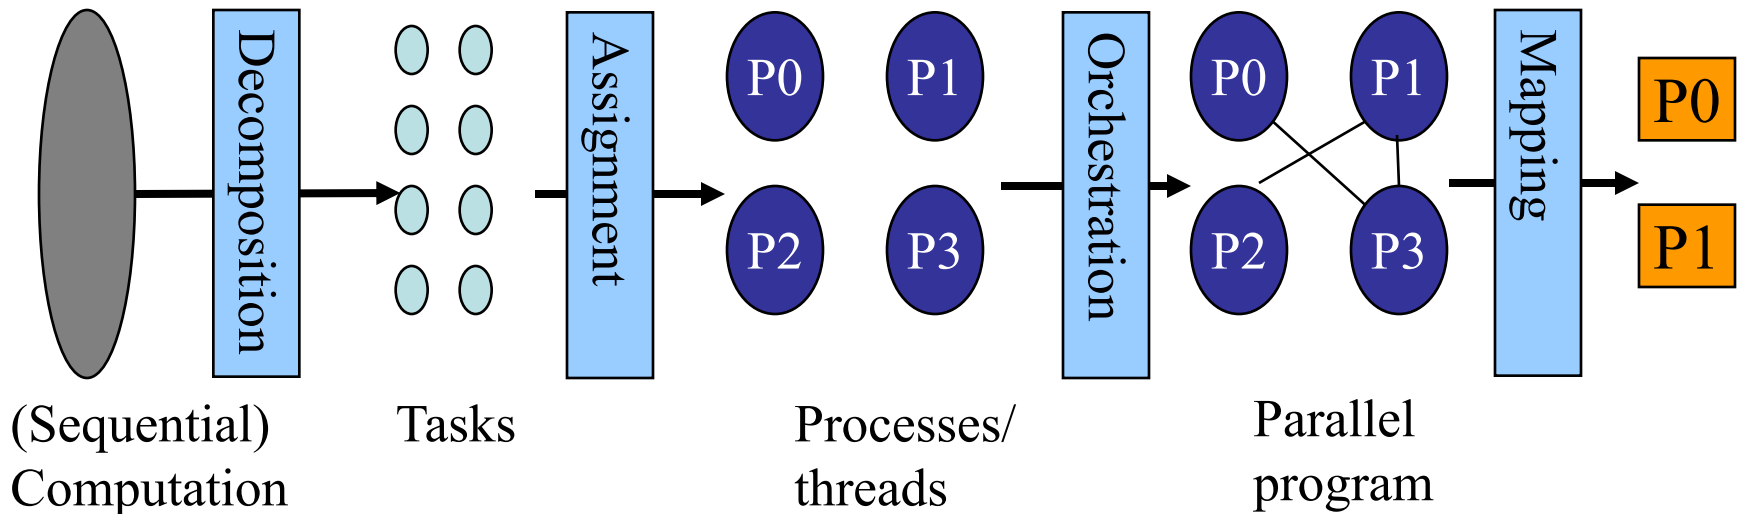 Decomposition
Assignment
P0
P1
P2
P3
Orchestration
P0
P1
P2
P3
Mapping
P0
P1
(Sequential)
Computation
Tasks
Processes/
threads
Parallel
program